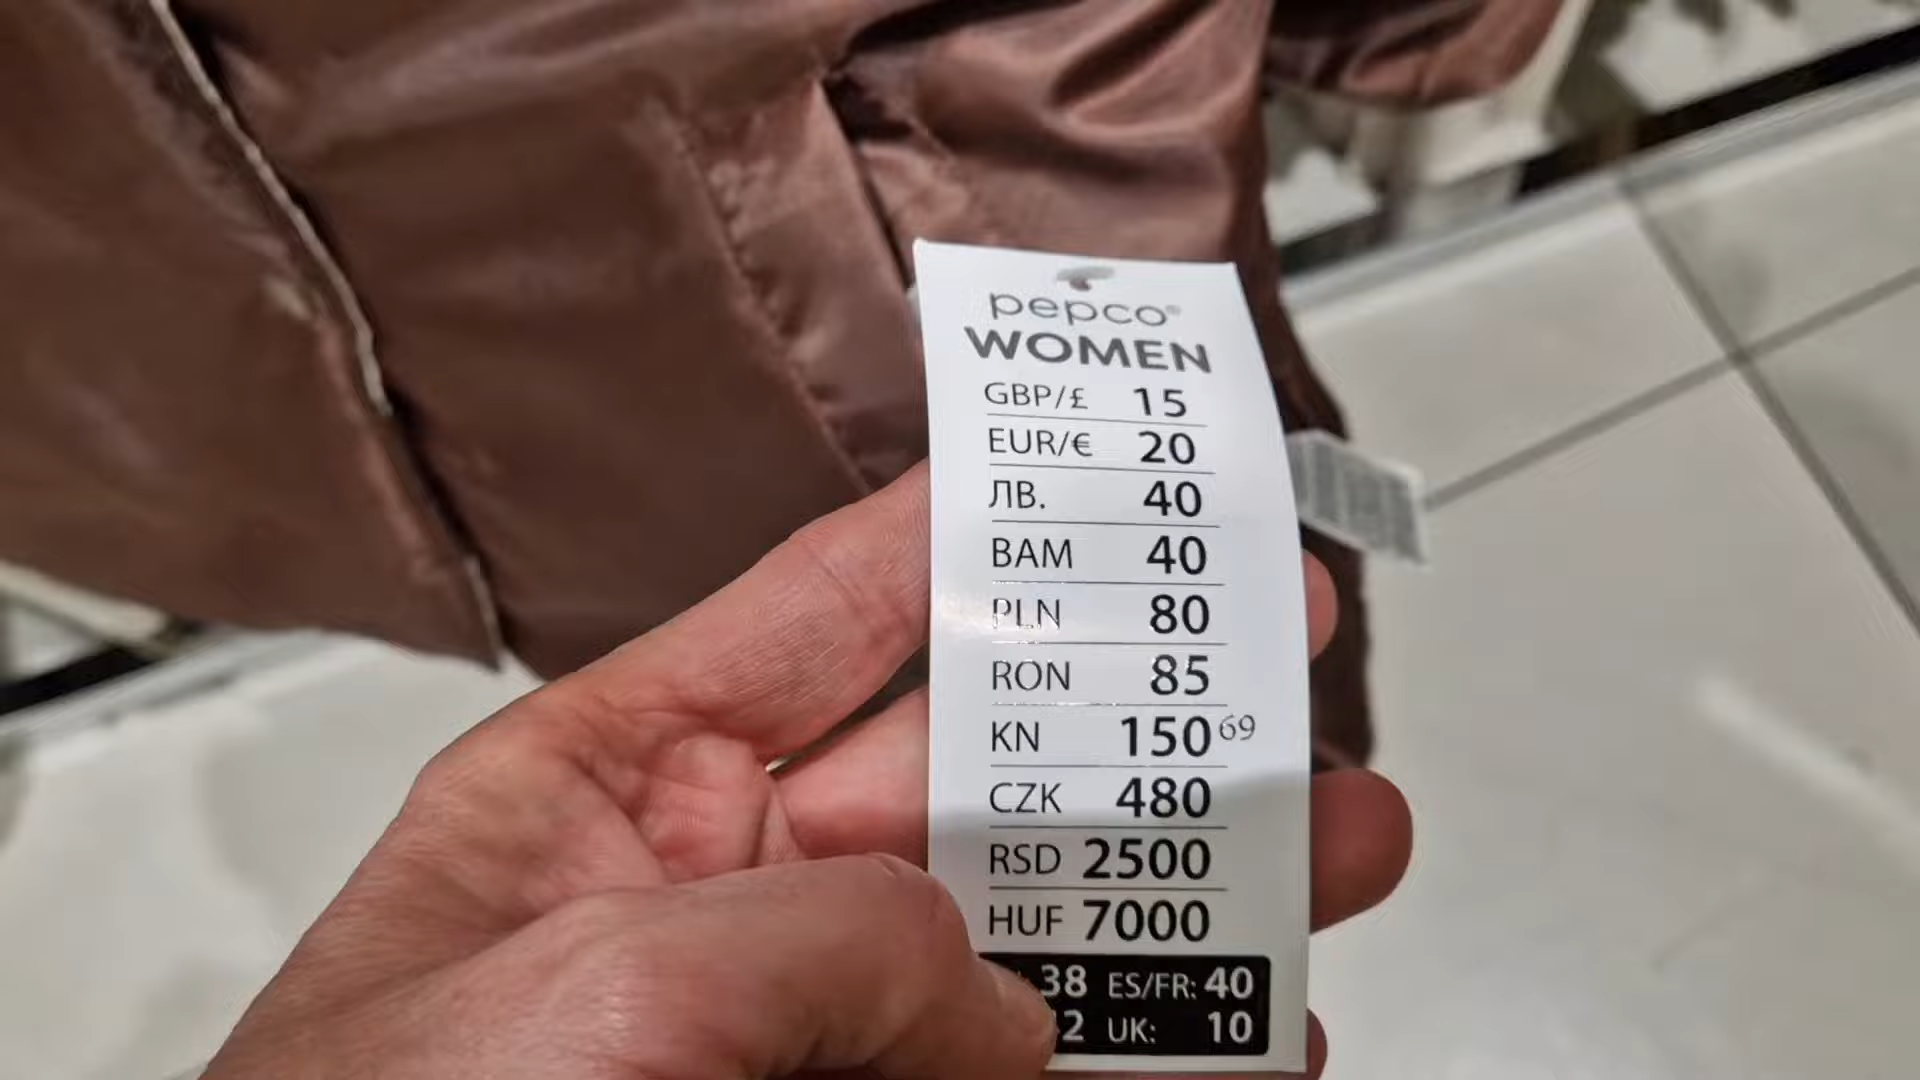 pepco®
WOMEN
GBP/£ 15
EUR/€ 20
ЛВ. 40
BAM 40
PLN 80
RON 85
KN 150 69
CZK 480
RSD 2500
HUF 7000
38 ES/FR: 40
UK: 10